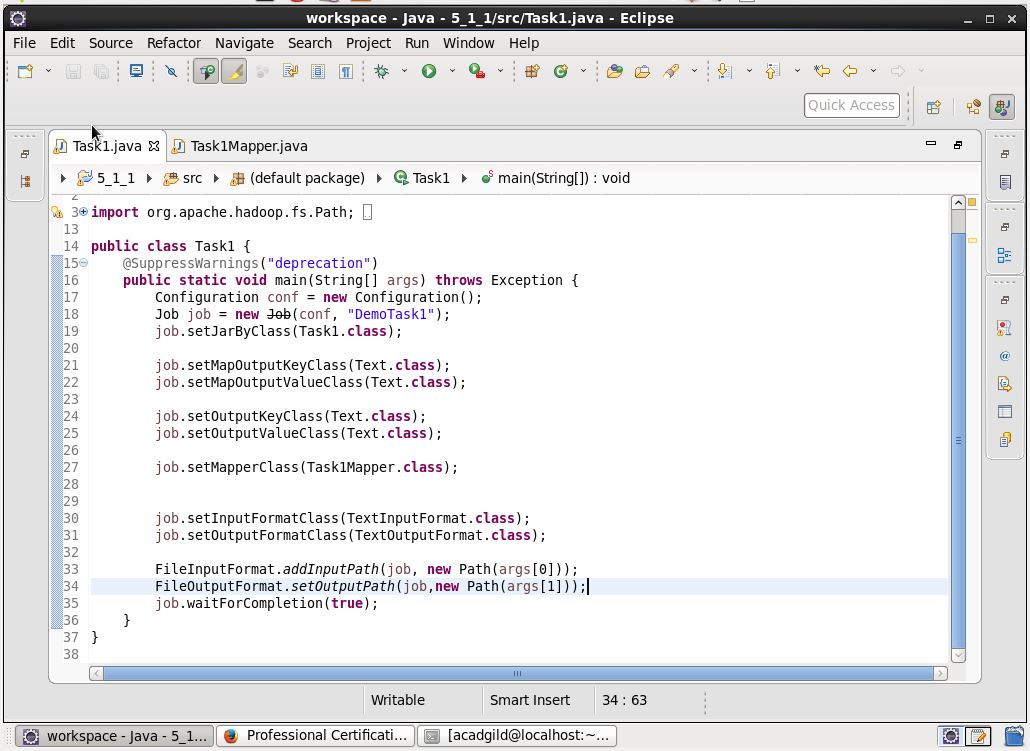 workspace - Java - 5_1_1/src/Task1.java - Eclipse
File Edit Source Refactor Navigate Search Project Run Window Help
Quick Access
Task1.java Task1Mapper.java
5_1_1 src (default package) Task1 main(String[]) : void
2
3 import org.apache.hadoop.fs.Path;
13
14 public class Task1 {
15 @SuppressWarnings("deprecation")
16 public static void main(String[] args) throws Exception {
17 Configuration conf = new Configuration();
18 Job job = new Job(conf, "DemoTask1");
19 job.setJarByClass(Task1.class);
20
21 job.setMapOutputKeyClass(Text.class);
22 job.setMapOutputValueClass(Text.class);
23
24 job.setOutputKeyClass(Text.class);
25 job.setOutputValueClass(Text.class);
26
27 job.setMapperClass(Task1Mapper.class);
28
29
30 job.setInputFormatClass(TextInputFormat.class);
31 job.setOutputFormatClass(TextOutputFormat.class);
32
33 FileInputFormat.addInputPath(job, new Path(args[0]));
34 FileOutputFormat.setOutputPath(job,new Path(args[1]));
35 job.waitForCompletion(true);
36 }
37 }
38
Writable Smart Insert 34 : 63
workspace - Java - 5_1... Professional Certificati... [acadgild@localhost:~...